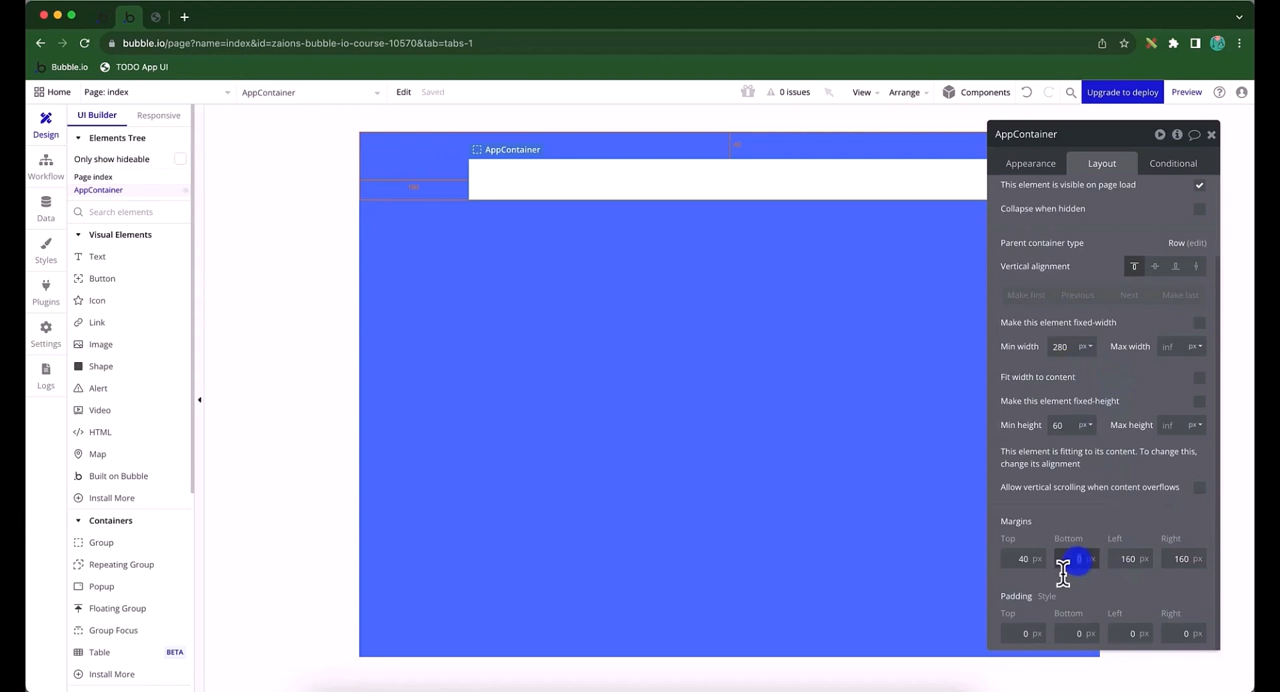 bubble.io/page?name=index&id=zaions-bubble-io-course-10570&tab=tabs-1
Bubble.io TODO App UI
Home Page: index AppContainer Edit Saved 0 issues View Arrange Components Upgrade to deploy Preview
Design
Workflow
Data
Styles
Plugins
Settings
Logs
UI Builder Responsive
Elements Tree
Only show hideable
Page index
AppContainer
Search elements
Visual Elements
Text
Button
Icon
Link
Image
Shape
Alert
Video
HTML
Map
Built on Bubble
Install More
Containers
Group
Repeating Group
Popup
Floating Group
Group Focus
Table BETA
Install More
AppContainer
40
160
AppContainer
Appearance Layout Conditional
This element is visible on page load
Collapse when hidden
Parent container type Row (edit)
Vertical alignment
Make first Previous Next Make last
Make this element fixed-width
Min width 280 px Max width inf px
Fit width to content
Make this element fixed-height
Min height 60 px Max height inf px
This element is fitting to its content. To change this,
change its alignment
Allow vertical scrolling when content overflows
Margins
Top Bottom Left Right
40 px px 160 px 160 px
Padding Style
Top Bottom Left Right
0 px 0 px 0 px 0 px